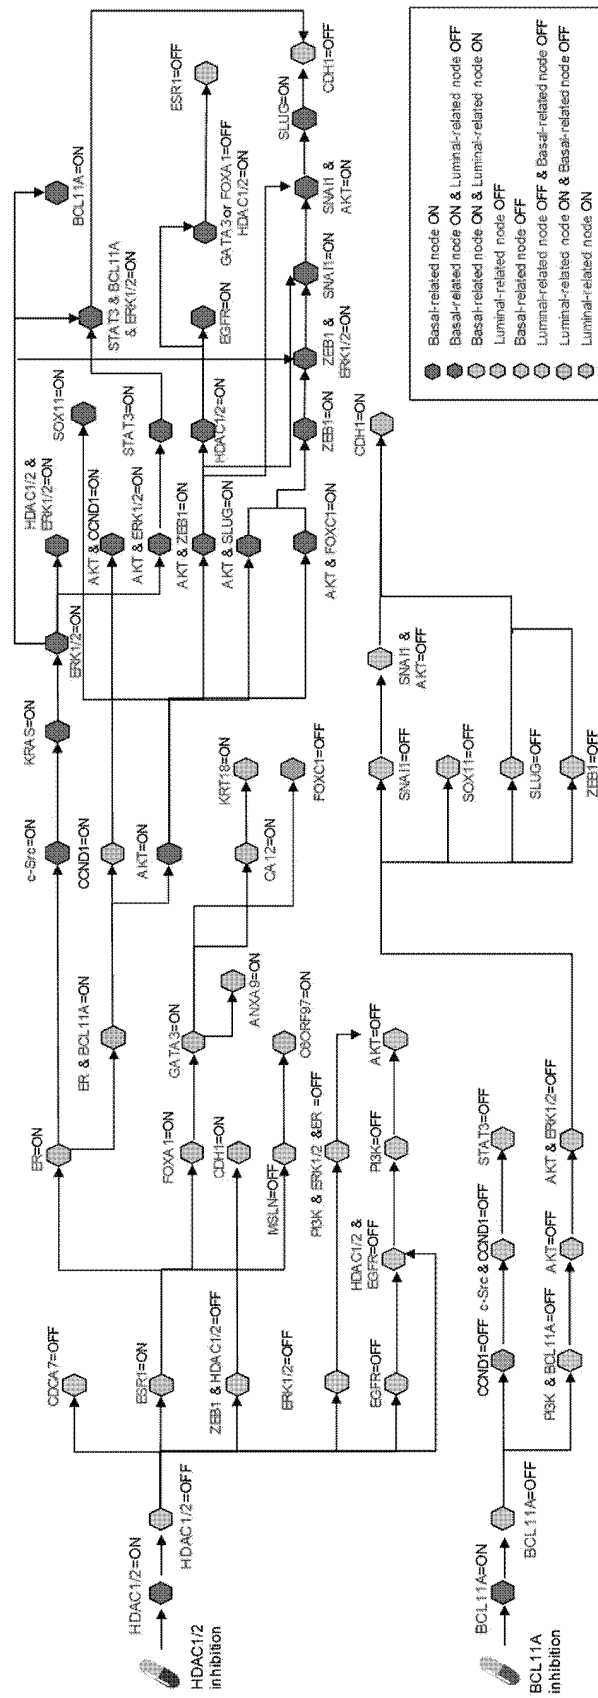 HDAC1/2
inhibition
HDAC1/2=ON
HDAC1/2=OFF
CDCA7=OFF
ESR1=ON
ZEB1 & HDAC1/2=OFF
ERK1/2=OFF
EGFR=OFF
ER=ON
FOXA1=ON
CDH1=ON
MSLN=OFF
PI3K & ERK1/2 &ER =OFF
HDAC1/2 &
EGFR=OFF
PI3K=OFF
AKT=OFF
ER & BCL11A=ON
GATA3=ON
ANXA9=ON
C6ORF97=ON
c-Src=ON
CCND1=ON
AKT=ON
CA12=ON
KRT18=ON
FOXC1=OFF
KRAS=ON
ERK1/2=ON
HDAC1/2 &
ERK1/2=ON
AKT & CCND1=ON
AKT & ERK1/2=ON
AKT & ZEB1=ON
AKT & SLUG=ON
AKT & FOXC1=ON
SOX11=ON
STAT3=ON
HDAC1/2=ON
ZEB1=ON
STAT3 & BCL11A
& ERK1/2=ON
EGFR=ON
ZEB1 &
ERK1/2=ON
SNAI1=ON
BCL11A=ON
GATA3 or FOXA1=OFF
HDAC1/2=ON
SNAI1 &
AKT=ON
SLUG=ON
ESR1=OFF
CDH1=OFF
BCL11A
inhibition
BCL11A=ON
BCL11A=OFF
CCND1=OFF
PI3K & BCL11A=OFF
c-Src & CCND1=OFF
AKT=OFF
STAT3=OFF
AKT & ERK1/2=OFF
SNAI1=OFF
SOX11=OFF
SLUG=OFF
ZEB1=OFF
SNAI1 &
AKT=OFF
CDH1=ON
Basal-related node ON
Basal-related node ON & Luminal-related node OFF
Basal-related node ON & Luminal-related node ON
Luminal-related node OFF
Basal-related node OFF
Luminal-related node OFF & Basal-related node OFF
Luminal-related node ON & Basal-related node OFF
Luminal-related node ON